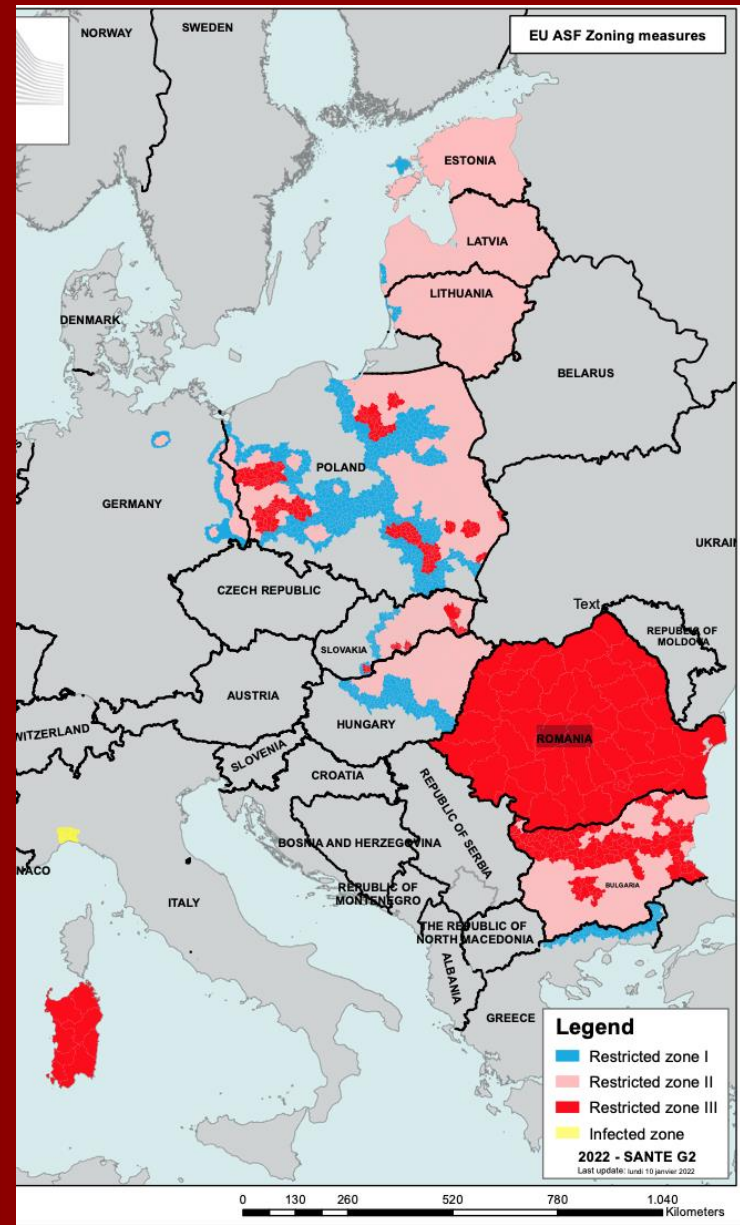 NORWAY
SWEDEN
EU ASF Zoning measures
ESTONIA
LATVIA
LITHUANIA
DENMARK
BELARUS
POLAND
GERMANY
UKRAI
CZECH REPUBLIC
Text
REPUBLIC OF
MOLDOVA
SLOVAKIA
AUSTRIA
HUNGARY
WITZERLAND
ROMANIA
SLOVENIA
CROATIA
REPUBLIC OF SERBIA
BOSNIA AND HERZEGOVINA
NACO
BULGARIA
ITALY
REPUBLIC OF
MONTENEGRO
THE REPUBLIC OF
NORTH MACEDONIA
ALBANIA
GREECE
Legend
Restricted zone I
Restricted zone II
Restricted zone III
Infected zone
2022 - SANTE G2
Last update: lundi 10 janvier 2022
0 130 260 520 780 1.040
Kilometers